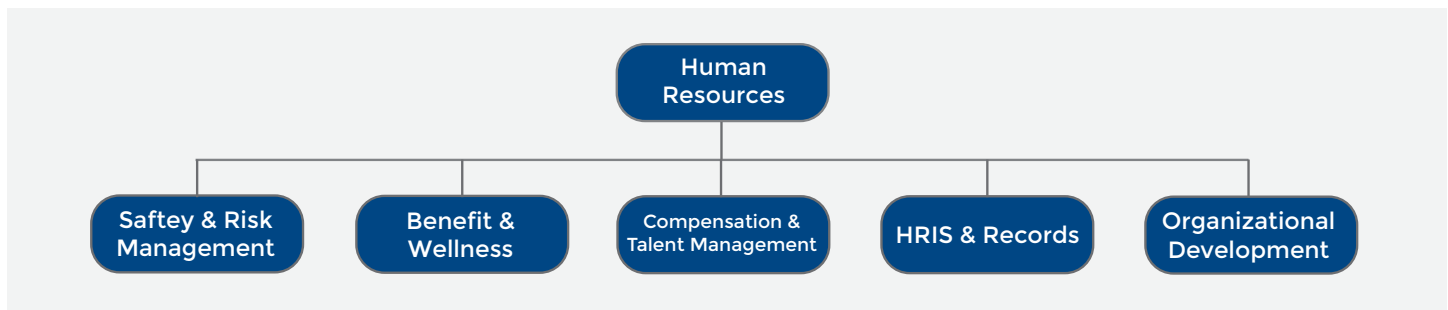 Human
Resources
Saftey & Risk
Management
Benefit &
Wellness
Compensation &
Talent Management
HRIS & Records
Organizational
Development